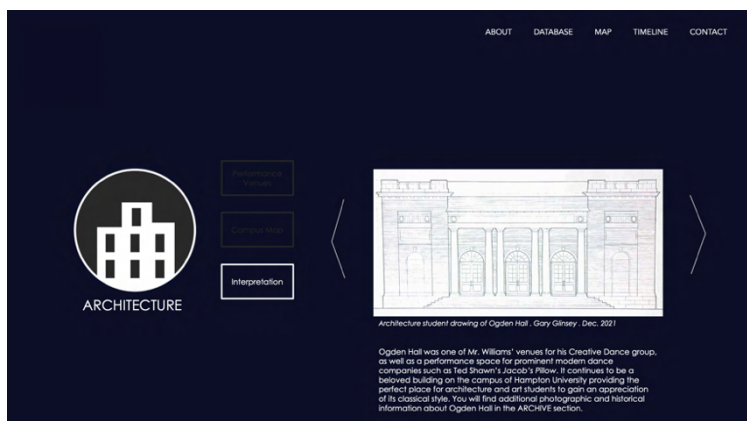 ABOUT DATABASE MAP TIMELINE CONTACT
Performance
Venues
Campus Map
Interpretation
ARCHITECTURE
Architecture student drawing of Ogden Hall . Gary Glinsey . Dec. 2021
Ogden Hall was one of Mr. Williams' venues for his Creative Dance group,
as well as a performance space for prominent modern dance
companies such as Ted Shawn's Jacob's Pillow. It continues to be a
beloved building on the campus of Hampton University providing the
perfect place for architecture and art students to gain an appreciation
of its classical style. You will find additional photographic and historical
information about Ogden Hall in the ARCHIVE section.